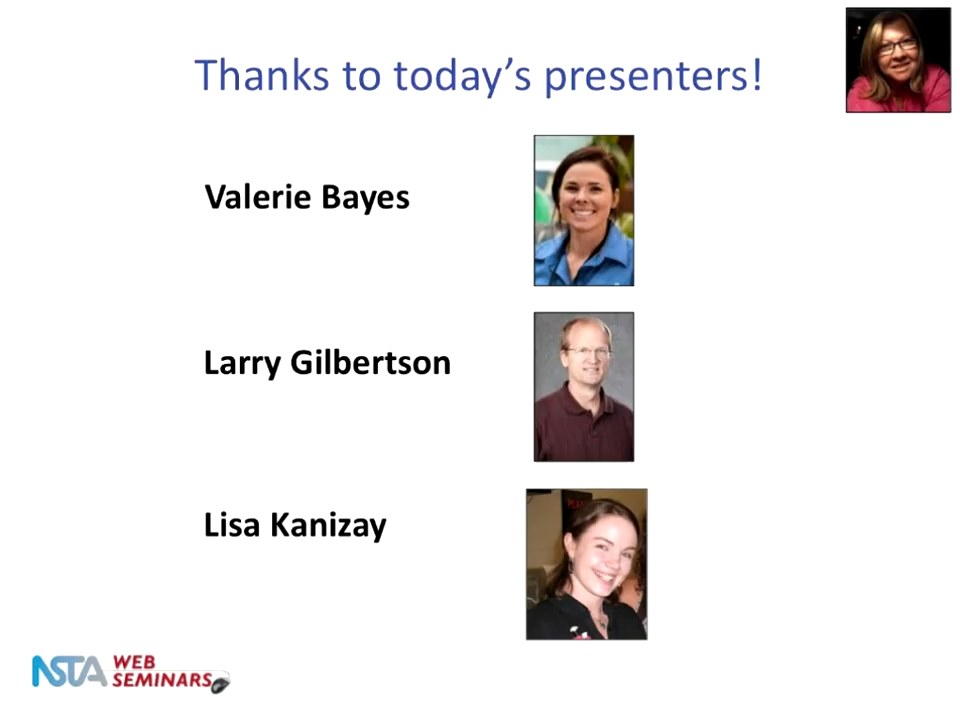 Thanks to today's presenters!
Valerie Bayes
Larry Gilbertson
Lisa Kanizay
NSTA WEB
SEMINARS